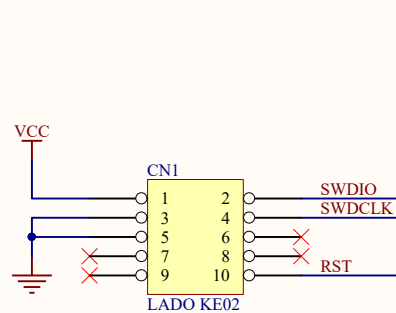 VCC
CN1
1 2 SWDIO
3 4 SWDCLK
5 6
7 8
9 10 RST
LADO KE02